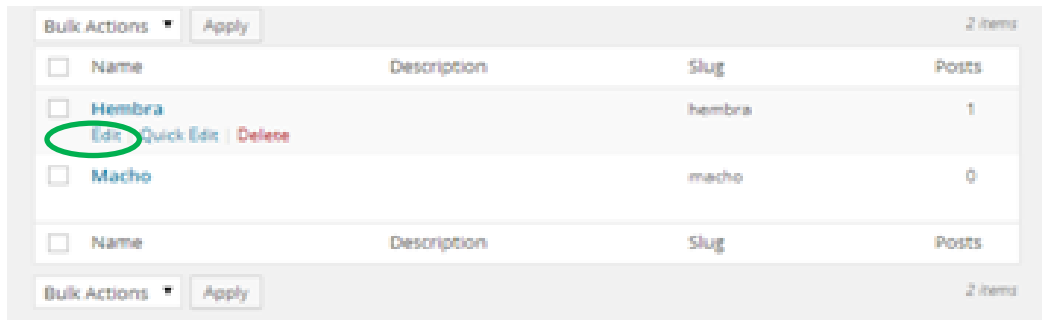 Bulk Actions Apply 2 items
Name Description Slug Posts
Hembra hembra 1
Edit | Quick Edit | Delete
Macho macho 0
Name Description Slug Posts
Bulk Actions Apply 2 items